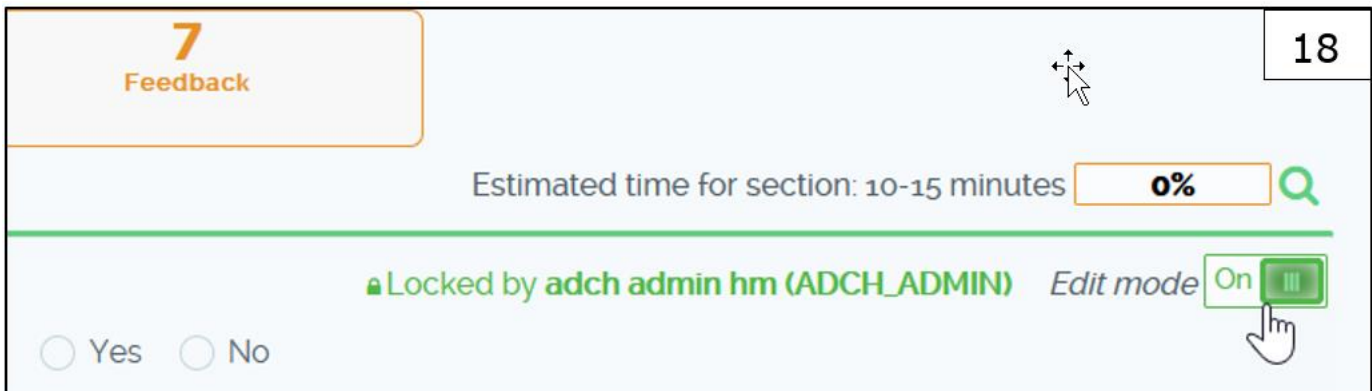 7
Feedback
18
Estimated time for section: 10-15 minutes 0%
Locked by adch admin hm (ADCH_ADMIN) Edit mode On
Yes No